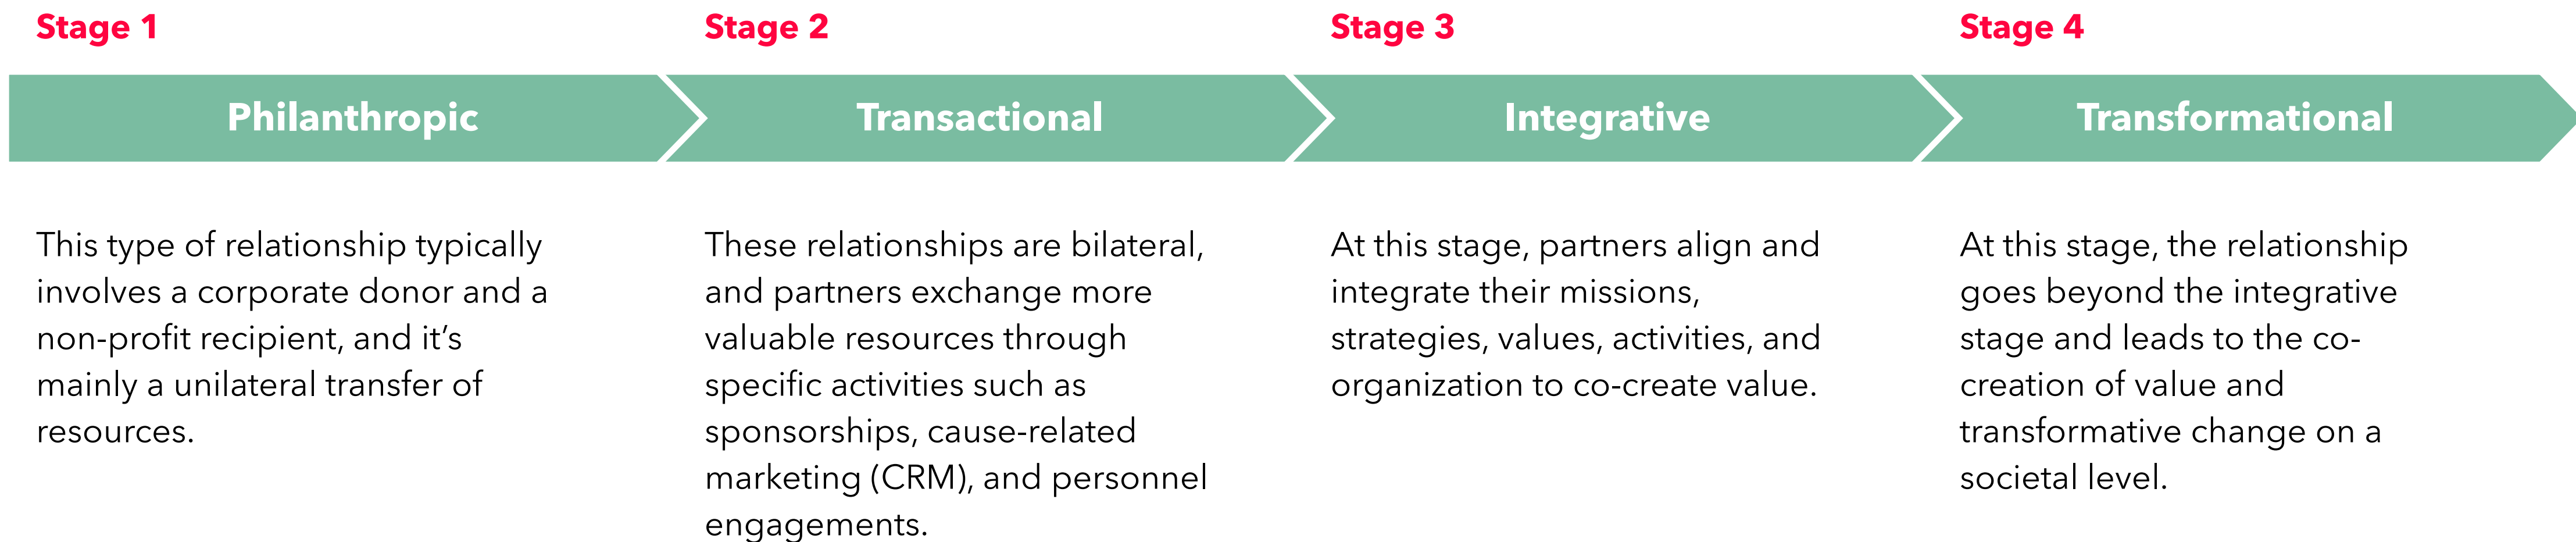 Stage 1
Philanthropic
This type of relationship typically
involves a corporate donor and a
non-profit recipient, and it’s
mainly a unilateral transfer of
resources.
Stage 2
Transactional
These relationships are bilateral,
and partners exchange more
valuable resources through
specific activities such as
sponsorships, cause-related
marketing (CRM), and personnel
engagements.
Stage 3
Integrative
At this stage, partners align and
integrate their missions,
strategies, values, activities, and
organization to co-create value.
Stage 4
Transformational
At this stage, the relationship
goes beyond the integrative
stage and leads to the co-
creation of value and
transformative change on a
societal level.